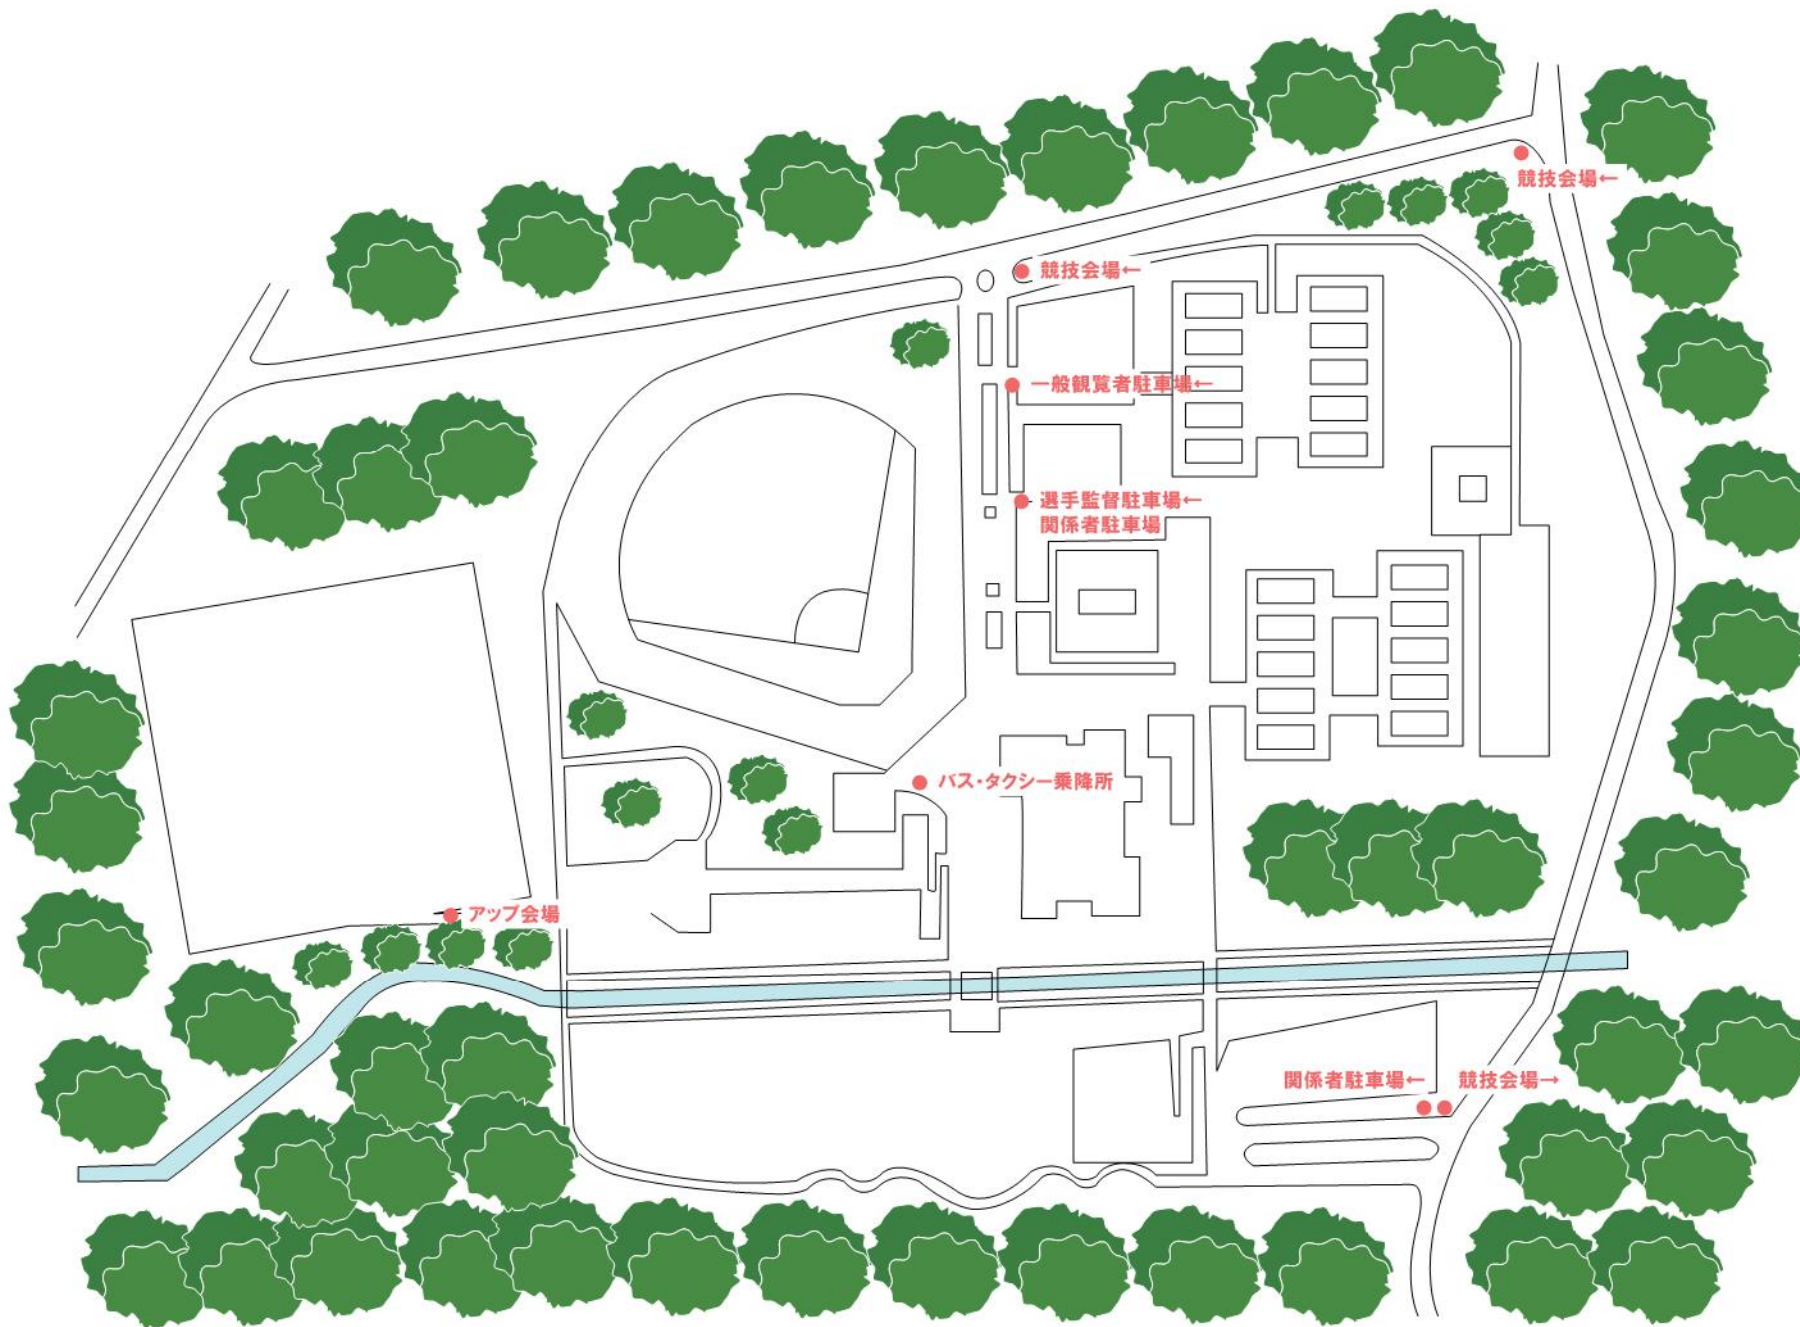 競技会場←
競技会場←
一般観覧者駐車場←
選手監督駐車場←
関係者駐車場
バス・タクシー乗降所
アップ会場
関係者駐車場← 競技会場→